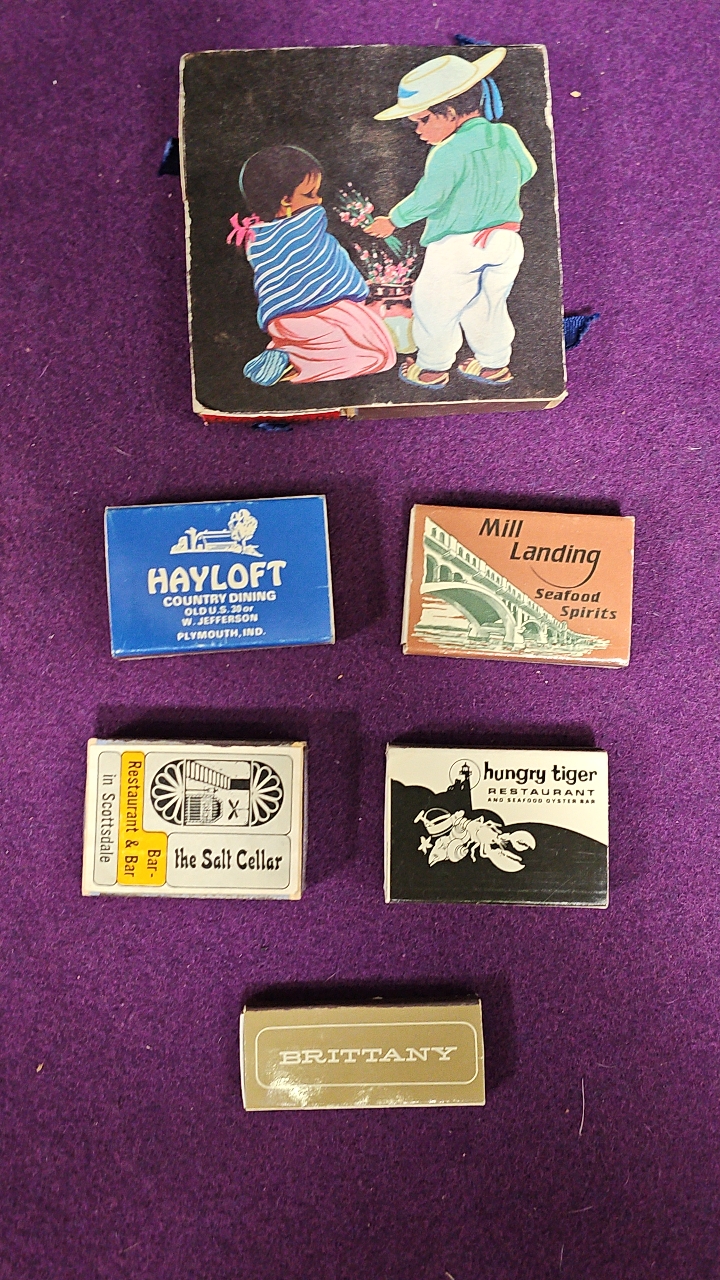 HAYLOFT
COUNTRY DINING
OLD U.S. 30 or
W. JEFFERSON
PLYMOUTH, IND.
Mill
Landing
Seafood
Spirits
in Scottsdale
Restaurant & Bar
Bar-
the Salt Cellar
hungry tiger
RESTAURANT
AND SEAFOOD OYSTER BAR
BRITTANY